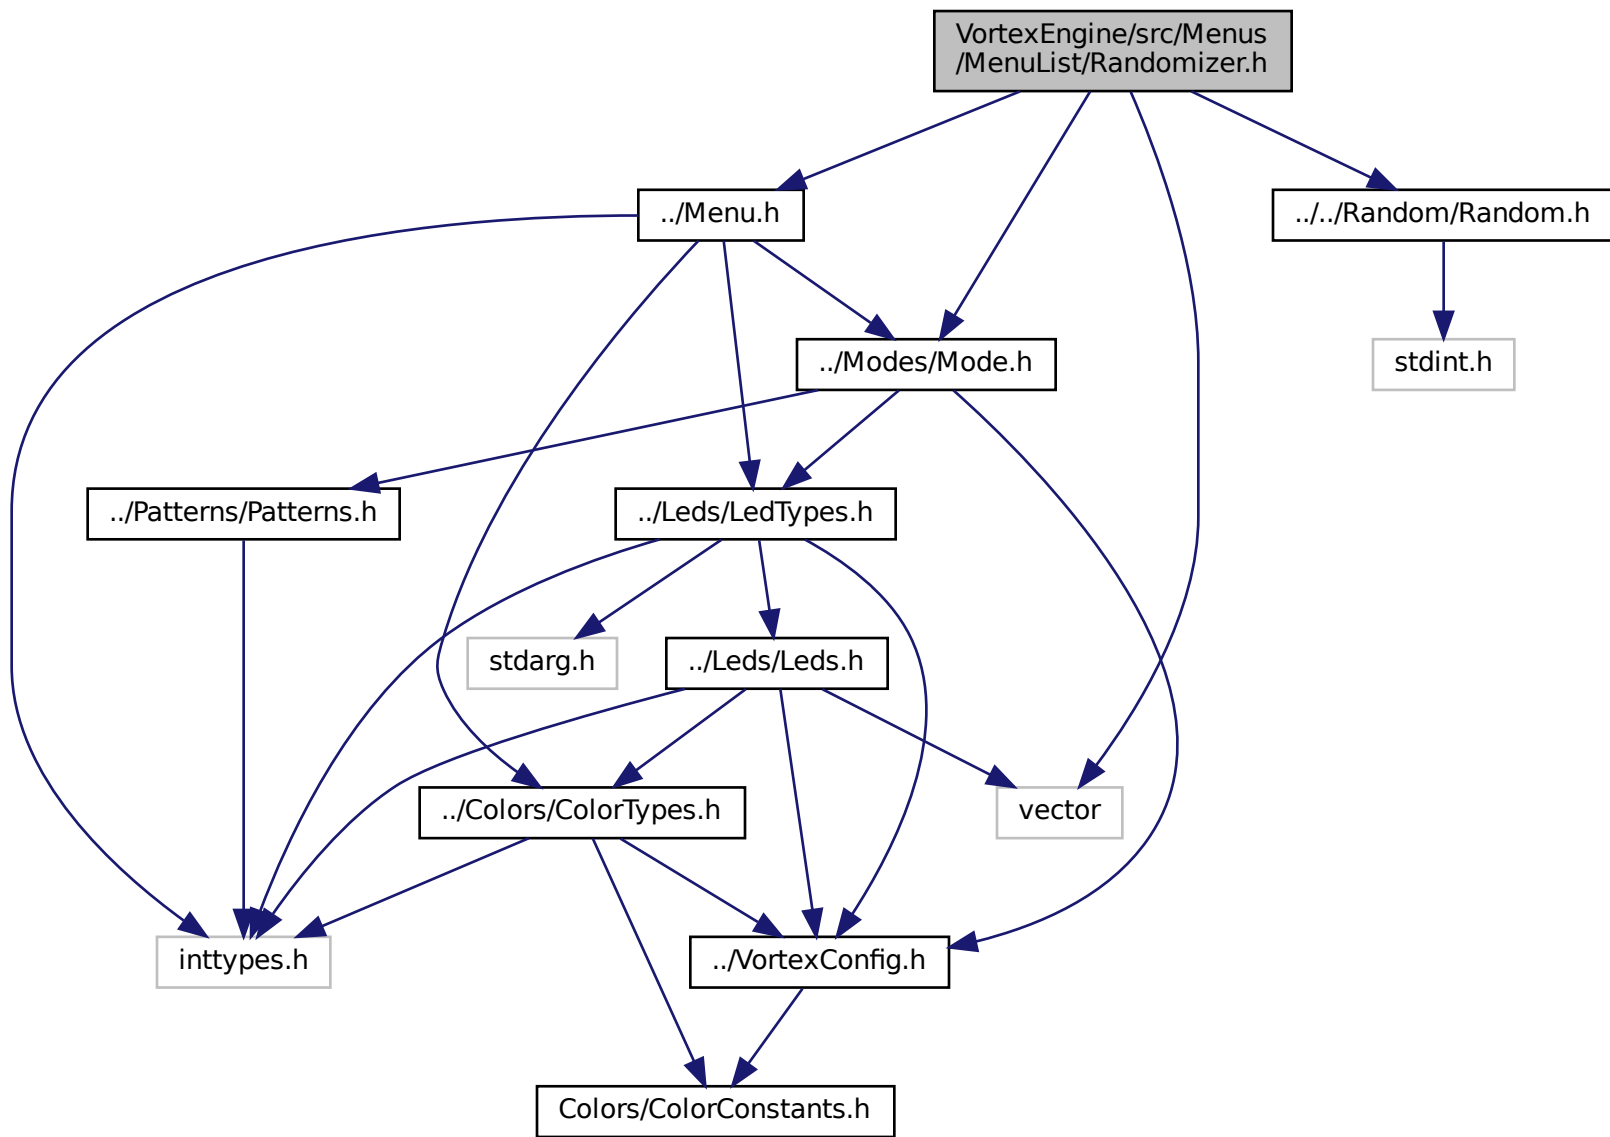 VortexEngine/src/Menus
/MenuList/Randomizer.h
../Menu.h
../../Random/Random.h
../Modes/Mode.h
stdint.h
../Patterns/Patterns.h
../Leds/LedTypes.h
stdarg.h
../Leds/Leds.h
../Colors/ColorTypes.h
vector
inttypes.h
../VortexConfig.h
Colors/ColorConstants.h